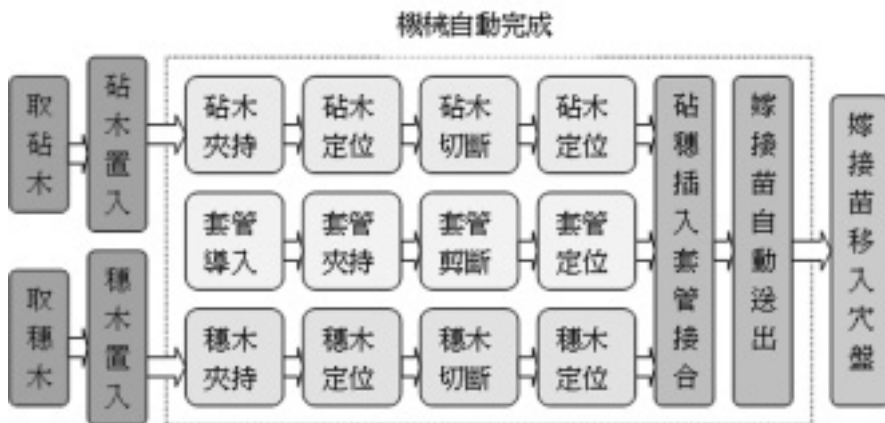 機械自動完成
取砧木
砧木置入
砧木
夾持
砧木
定位
砧木
切斷
砧木
定位
套管
導入
套管
夾持
套管
剪斷
套管
定位
取穗木
穗木置入
穗木
夾持
穗木
定位
穗木
切斷
穗木
定位
砧穗插入套管接合
嫁接苗自動送出
嫁接苗移入穴盤